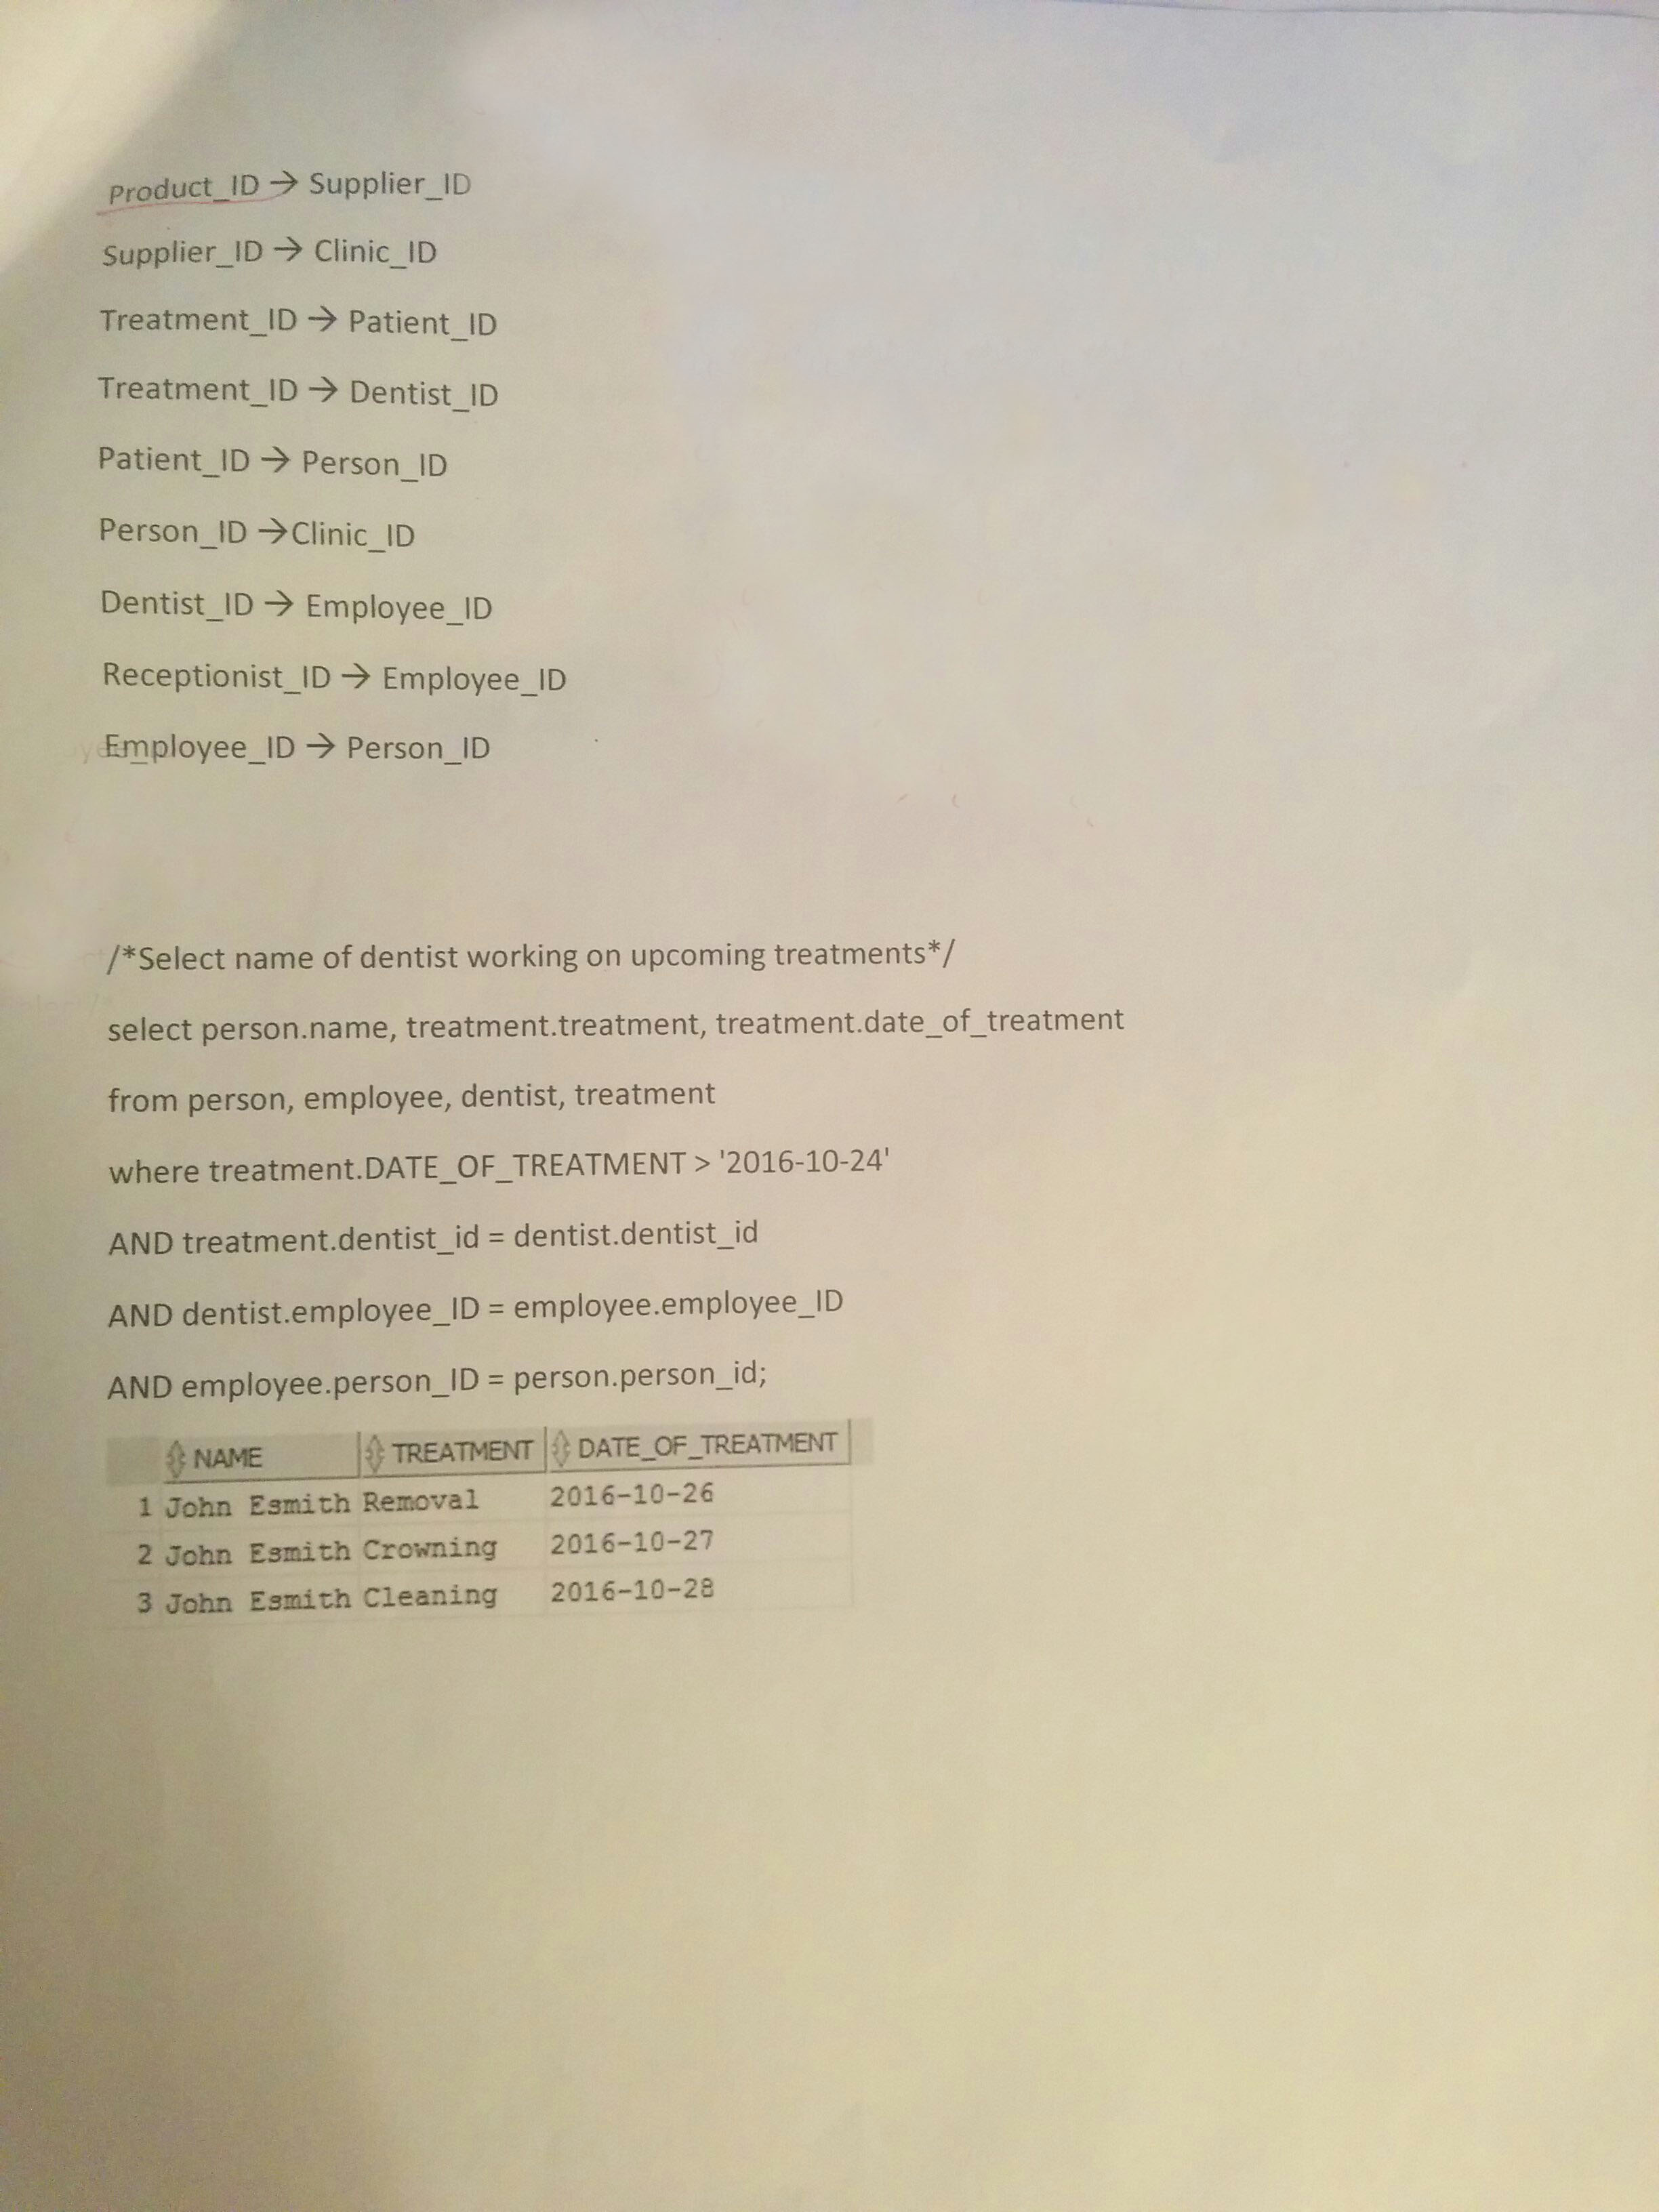 Product_ID → Supplier_ID
Supplier_ID → Clinic_ID
Treatment_ID → Patient_ID
Treatment_ID → Dentist_ID
Patient_ID → Person_ID
Person_ID →Clinic_ID
Dentist_ID → Employee_ID
Receptionist_ID → Employee_ID
Employee_ID → Person_ID
/*Select name of dentist working on upcoming treatments*/
select person.name, treatment.treatment, treatment.date_of_treatment
from person, employee, dentist, treatment
where treatment.DATE_OF_TREATMENT > '2016-10-24'
AND treatment.dentist_id = dentist.dentist_id
AND dentist.employee_ID = employee.employee_ID
AND employee.person_ID = person.person_id;
NAME TREATMENT DATE_OF_TREATMENT
1 John Esmith Removal 2016-10-26
2 John Esmith Crowning 2016-10-27
3 John Esmith Cleaning 2016-10-28